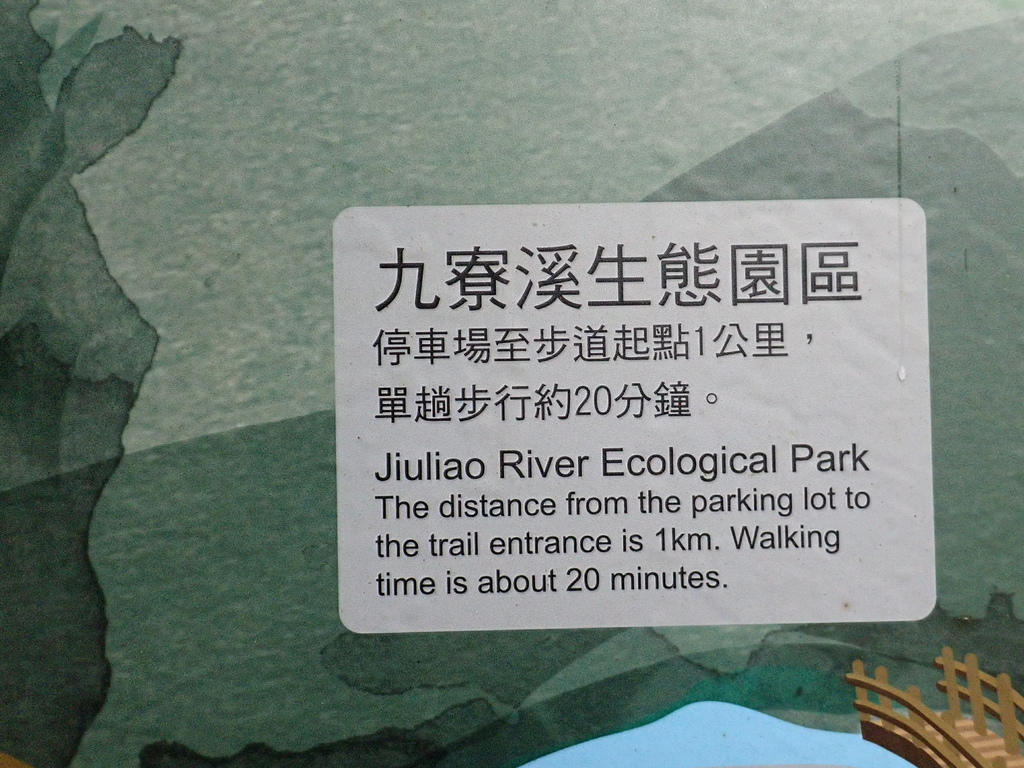 九寮溪生態園區
停車場至步道起點1公里，
單趟步行約20分鐘。
Jiuliao River Ecological Park
The distance from the parking lot to
the trail entrance is 1km. Walking
time is about 20 minutes.